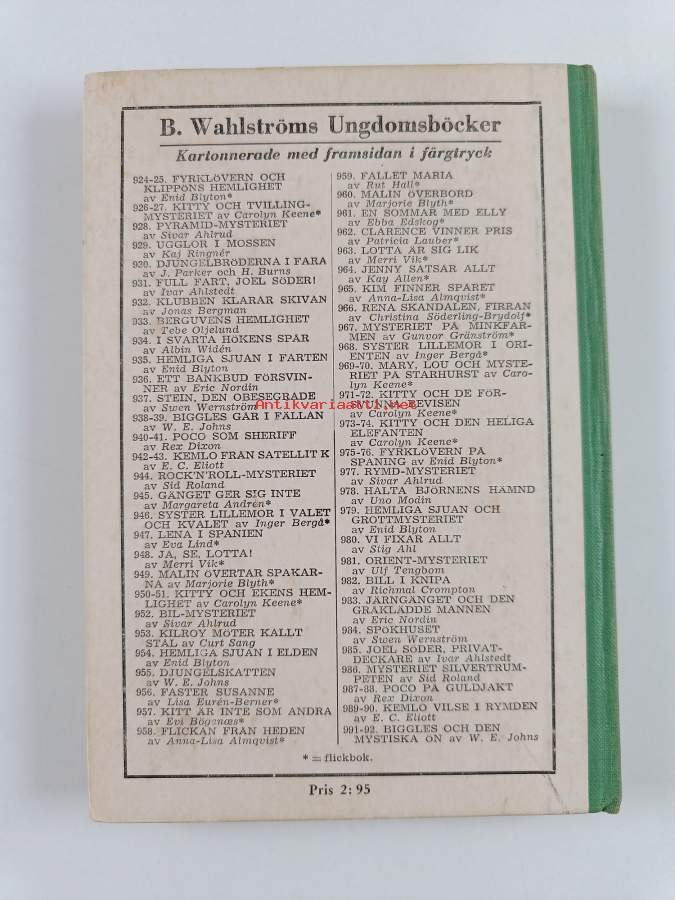 B. Wahlströms Ungdomsböcker
Kartonnerade med framsidan i färgtryck
924-25. FYRKLÖVERN OCH
KLIPPÖNS HEMLIGHET
av Enid Blyton*
926-27. KITTY OCH TVILLING-
MYSTERIET av Carolyn Keene*
928. PYRAMID-MYSTERIET
av Sivar Ahlrud
929. UGGLOR I MOSSEN
av Kaj Ringnér
920. DJUNGELBRÖDERNA I FARA
av J. Parker och H. Burns
931. FULL FART, JOEL SÖDER!
av Ivar Ahlstedt
932. KLUBBEN KLARAR SKIVAN
av Jonas Bergman
933. BERGUVENS HEMLIGHET
av Tebe Oljelund
934. I SVARTA HÖKENS SPÅR
av Albin Widén
935. HEMLIGA SJUAN I FARTEN
av Enid Blyton
936. ETT BANKBUD FÖRSVIN-
NER av Eric Nordin
937. STEIN, DEN OBESEGRADE
av Swen Wernström
938-39. BIGGLES GÅR I FÄLLAN
av W. E. Johns
940-41. POCO SOM SHERIFF
av Rex Dixon
942-43. KEMLO FRÅN SATELLIT K
av E. C. Eliott
944. ROCK'N'ROLL-MYSTERIET
av Sid Roland
945. GÄNGET GER SIG INTE
av Margareta Andrén*
946. SYSTER LILLEMOR I VALET
OCH KVALET av Inger Bergå*
947. LENA I SPANIEN
av Eva Lind*
948. JA, SE, LOTTA!
av Merri Vik*
949. MALIN ÖVERTAR SPAKAR-
NA av Marjorie Blyth*
950-51. KITTY OCH EKENS HEM-
LIGHET av Carolyn Keene*
952. BIL-MYSTERIET
av Sivar Ahlrud
953. KILROY MÖTER KALLT
STÅL av Curt Sang
954. HEMLIGA SJUAN I ELDEN
av Enid Blyton
955. DJUNGELSKATTEN
av W. E. Johns
956. FASTER SUSANNE
av Lisa Eurén-Berner*
957. KITT ÄR INTE SOM ANDRA
av Evi Bögenæs*
958. FLICKAN FRÅN HEDEN
av Anna-Lisa Almqvist*
959. FALLET MARIA
av Rut Hall*
960. MALIN ÖVERBORD
av Marjorie Blyth*
961. EN SOMMAR MED ELLY
av Ebba Edskog*
962. CLARENCE VINNER PRIS
av Patricia Lauber*
963. LOTTA ÄR SIG LIK
av Merri Vik*
964. JENNY SATSAR ALLT
av Kay Allen*
965. KIM FINNER SPÅRET
av Anna-Lisa Almqvist*
966. RENA SKANDALEN, FIRRAN
av Christina Söderling-Brydolf*
967. MYSTERIET PÅ MINKFAR-
MEN av Gunvor Gränström*
968. SYSTER LILLEMOR I ORI-
ENTEN av Inger Bergå*
969-70. MARY, LOU OCH MYSTE-
RIET PÅ STARHURST av Caro-
lyn Keene*
971-72. KITTY OCH DE FÖR-
SVUNNA BEVISEN
av Carolyn Keene*
973-74. KITTY OCH DEN HELIGA
ELEFANTEN
av Carolyn Keene*
975-76. FYRKLÖVERN PÅ
SPANING av Enid Blyton*
977. RYMD-MYSTERIET
av Sivar Ahlrud
978. HALTA BJÖRNENS HÄMND
av Uno Modin
979. HEMLIGA SJUAN OCH
GROTTMYSTERIET
av Enid Blyton
980. VI FIXAR ALLT
av Stig Ahl
981. ORIENT-MYSTERIET
av Ulf Tengbom
982. BILL I KNIPA
av Richmal Crompton
983. JÄRNGÄNGET OCH DEN
GRÅKLÄDDE MANNEN
av Eric Nordin
984. SPÖKHUSET
av Swen Wernström
985. JOEL SÖDER, PRIVAT-
DECKARE av Ivar Ahlstedt
986. MYSTERIET SILVERTRUM-
PETEN av Sid Roland
987-88. POCO PÅ GULDJAKT
av Rex Dixon
989-90. KEMLO VILSE I RYMDEN
av E. C. Eliott
991-92. BIGGLES OCH DEN
MYSTISKA ÖN av W. E. Johns
* = flickbok.
Pris 2: 95
Antikvariaattyi.net